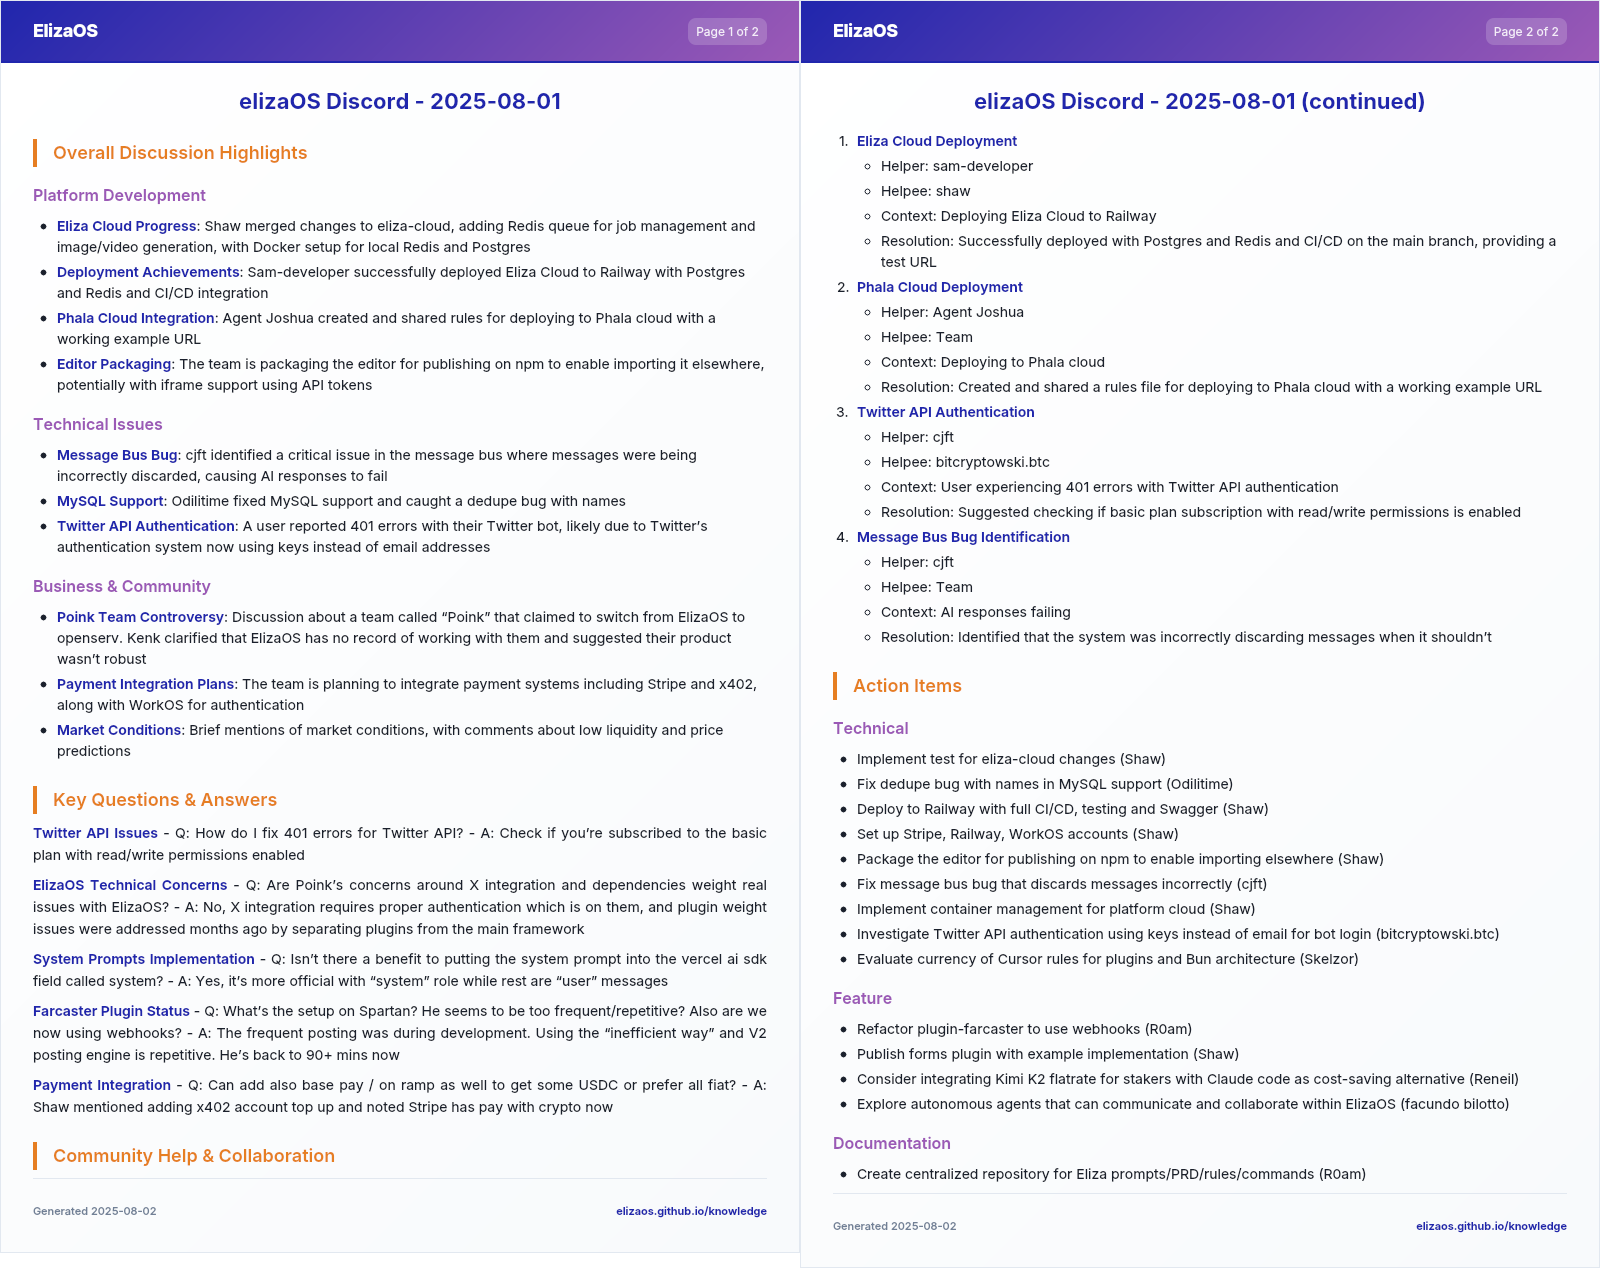 ElizaOS
Page 1 of 2
elizaOS Discord - 2025-08-01
Overall Discussion Highlights
Platform Development
• Eliza Cloud Progress: Shaw merged changes to eliza-cloud, adding Redis queue for job management and
image/video generation, with Docker setup for local Redis and Postgres
• Deployment Achievements: Sam-developer successfully deployed Eliza Cloud to Railway with Postgres
and Redis and CI/CD integration
• Phala Cloud Integration: Agent Joshua created and shared rules for deploying to Phala cloud with a
working example URL
• Editor Packaging: The team is packaging the editor for publishing on npm to enable importing it elsewhere,
potentially with iframe support using API tokens
Technical Issues
• Message Bus Bug: cjft identified a critical issue in the message bus where messages were being
incorrectly discarded, causing AI responses to fail
• MySQL Support: Odilitime fixed MySQL support and caught a dedupe bug with names
• Twitter API Authentication: A user reported 401 errors with their Twitter bot, likely due to Twitter’s
authentication system now using keys instead of email addresses
Business & Community
• Poink Team Controversy: Discussion about a team called “Poink” that claimed to switch from ElizaOS to
openserv. Kenk clarified that ElizaOS has no record of working with them and suggested their product
wasn’t robust
• Payment Integration Plans: The team is planning to integrate payment systems including Stripe and x402,
along with WorkOS for authentication
• Market Conditions: Brief mentions of market conditions, with comments about low liquidity and price
predictions
Key Questions & Answers
Twitter API Issues - Q: How do I fix 401 errors for Twitter API? - A: Check if you’re subscribed to the basic
plan with read/write permissions enabled
ElizaOS Technical Concerns - Q: Are Poink’s concerns around X integration and dependencies weight real
issues with ElizaOS? - A: No, X integration requires proper authentication which is on them, and plugin weight
issues were addressed months ago by separating plugins from the main framework
System Prompts Implementation - Q: Isn’t there a benefit to putting the system prompt into the vercel ai sdk
field called system? - A: Yes, it’s more official with “system” role while rest are “user” messages
Farcaster Plugin Status - Q: What’s the setup on Spartan? He seems to be too frequent/repetitive? Also are we
now using webhooks? - A: The frequent posting was during development. Using the “inefficient way” and V2
posting engine is repetitive. He’s back to 90+ mins now
Payment Integration - Q: Can add also base pay / on ramp as well to get some USDC or prefer all fiat? - A:
Shaw mentioned adding x402 account top up and noted Stripe has pay with crypto now
Community Help & Collaboration
Generated 2025-08-02
elizaos.github.io/knowledge
ElizaOS
Page 2 of 2
elizaOS Discord - 2025-08-01 (continued)
1. Eliza Cloud Deployment
○ Helper: sam-developer
○ Helpee: shaw
○ Context: Deploying Eliza Cloud to Railway
○ Resolution: Successfully deployed with Postgres and Redis and CI/CD on the main branch, providing a
test URL
2. Phala Cloud Deployment
○ Helper: Agent Joshua
○ Helpee: Team
○ Context: Deploying to Phala cloud
○ Resolution: Created and shared a rules file for deploying to Phala cloud with a working example URL
3. Twitter API Authentication
○ Helper: cjft
○ Helpee: bitcryptowski.btc
○ Context: User experiencing 401 errors with Twitter API authentication
○ Resolution: Suggested checking if basic plan subscription with read/write permissions is enabled
4. Message Bus Bug Identification
○ Helper: cjft
○ Helpee: Team
○ Context: AI responses failing
○ Resolution: Identified that the system was incorrectly discarding messages when it shouldn’t
Action Items
Technical
• Implement test for eliza-cloud changes (Shaw)
• Fix dedupe bug with names in MySQL support (Odilitime)
• Deploy to Railway with full CI/CD, testing and Swagger (Shaw)
• Set up Stripe, Railway, WorkOS accounts (Shaw)
• Package the editor for publishing on npm to enable importing elsewhere (Shaw)
• Fix message bus bug that discards messages incorrectly (cjft)
• Implement container management for platform cloud (Shaw)
• Investigate Twitter API authentication using keys instead of email for bot login (bitcryptowski.btc)
• Evaluate currency of Cursor rules for plugins and Bun architecture (Skelzor)
Feature
• Refactor plugin-farcaster to use webhooks (R0am)
• Publish forms plugin with example implementation (Shaw)
• Consider integrating Kimi K2 flatrate for stakers with Claude code as cost-saving alternative (Reneil)
• Explore autonomous agents that can communicate and collaborate within ElizaOS (facundo bilotto)
Documentation
• Create centralized repository for Eliza prompts/PRD/rules/commands (R0am)
Generated 2025-08-02
elizaos.github.io/knowledge